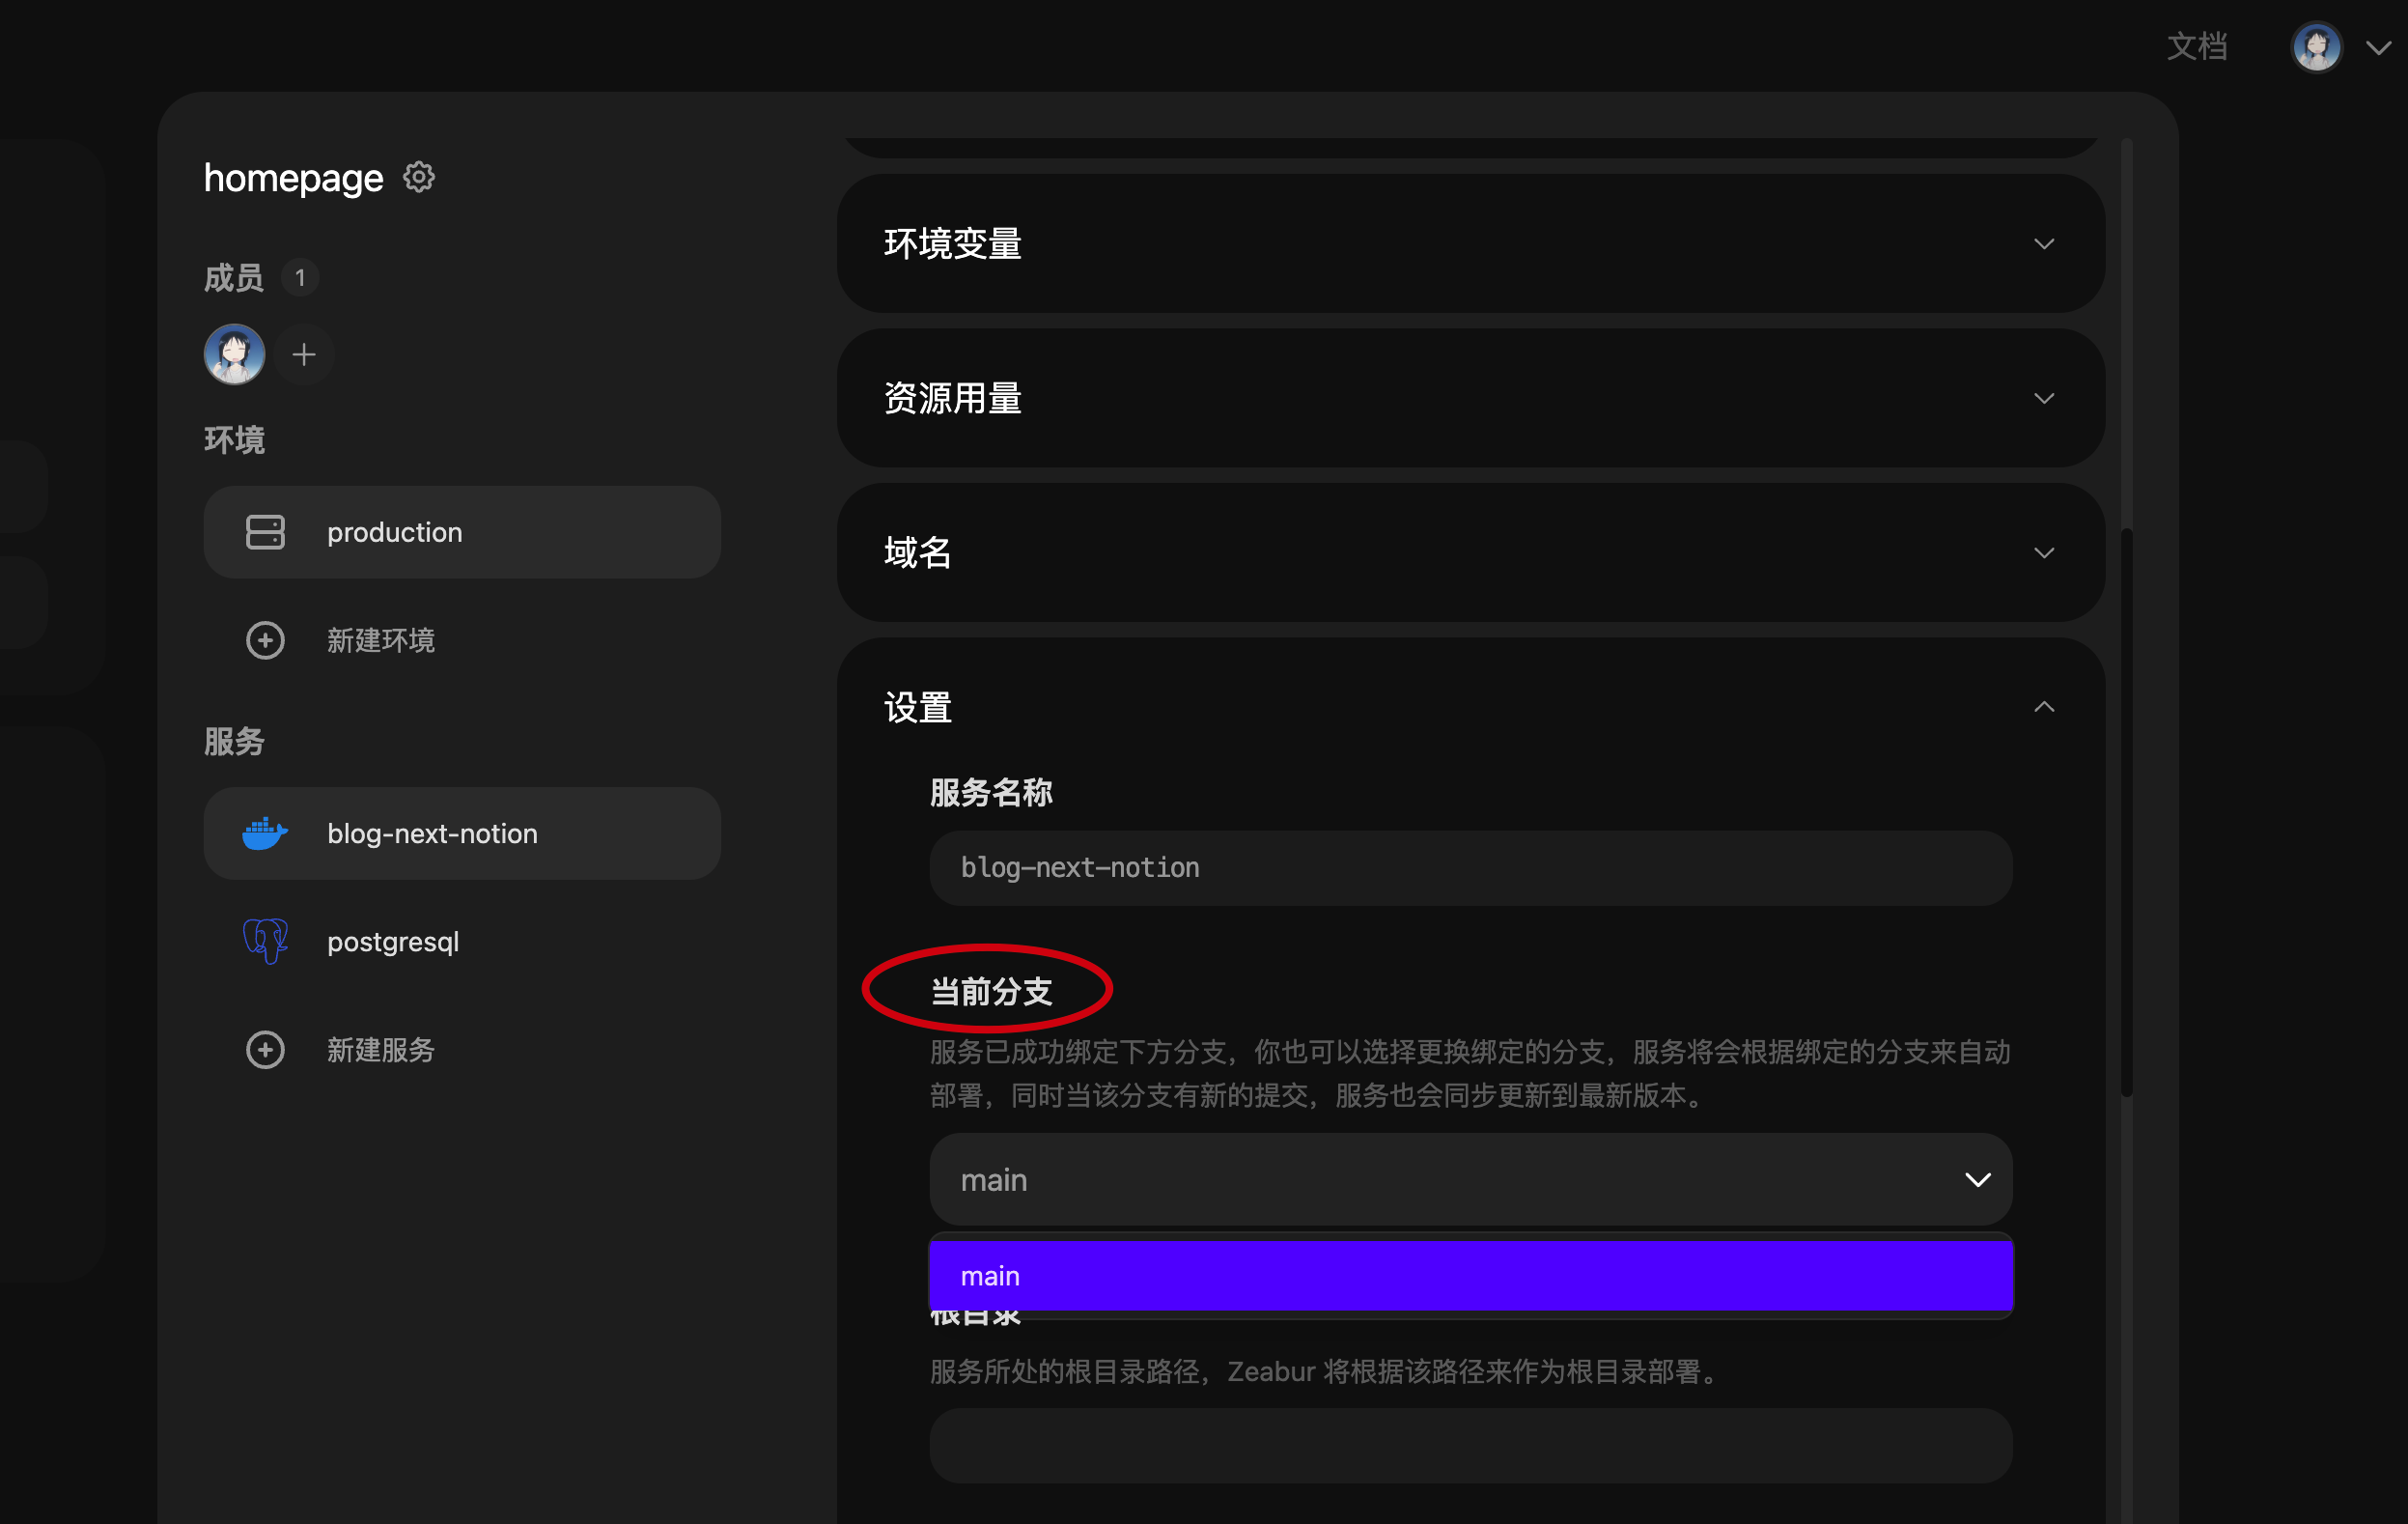 文档
homepage
成员 1
环境
production
新建环境
服务
blog-next-notion
postgresql
新建服务
环境变量
资源用量
域名
设置
服务名称
blog-next-notion
当前分支
服务已成功绑定下方分支，你也可以选择更换绑定的分支，服务将会根据绑定的分支来自动
部署，同时当该分支有新的提交，服务也会同步更新到最新版本。
main
main
根目录
服务所处的根目录路径，Zeabur 将根据该路径来作为根目录部署。